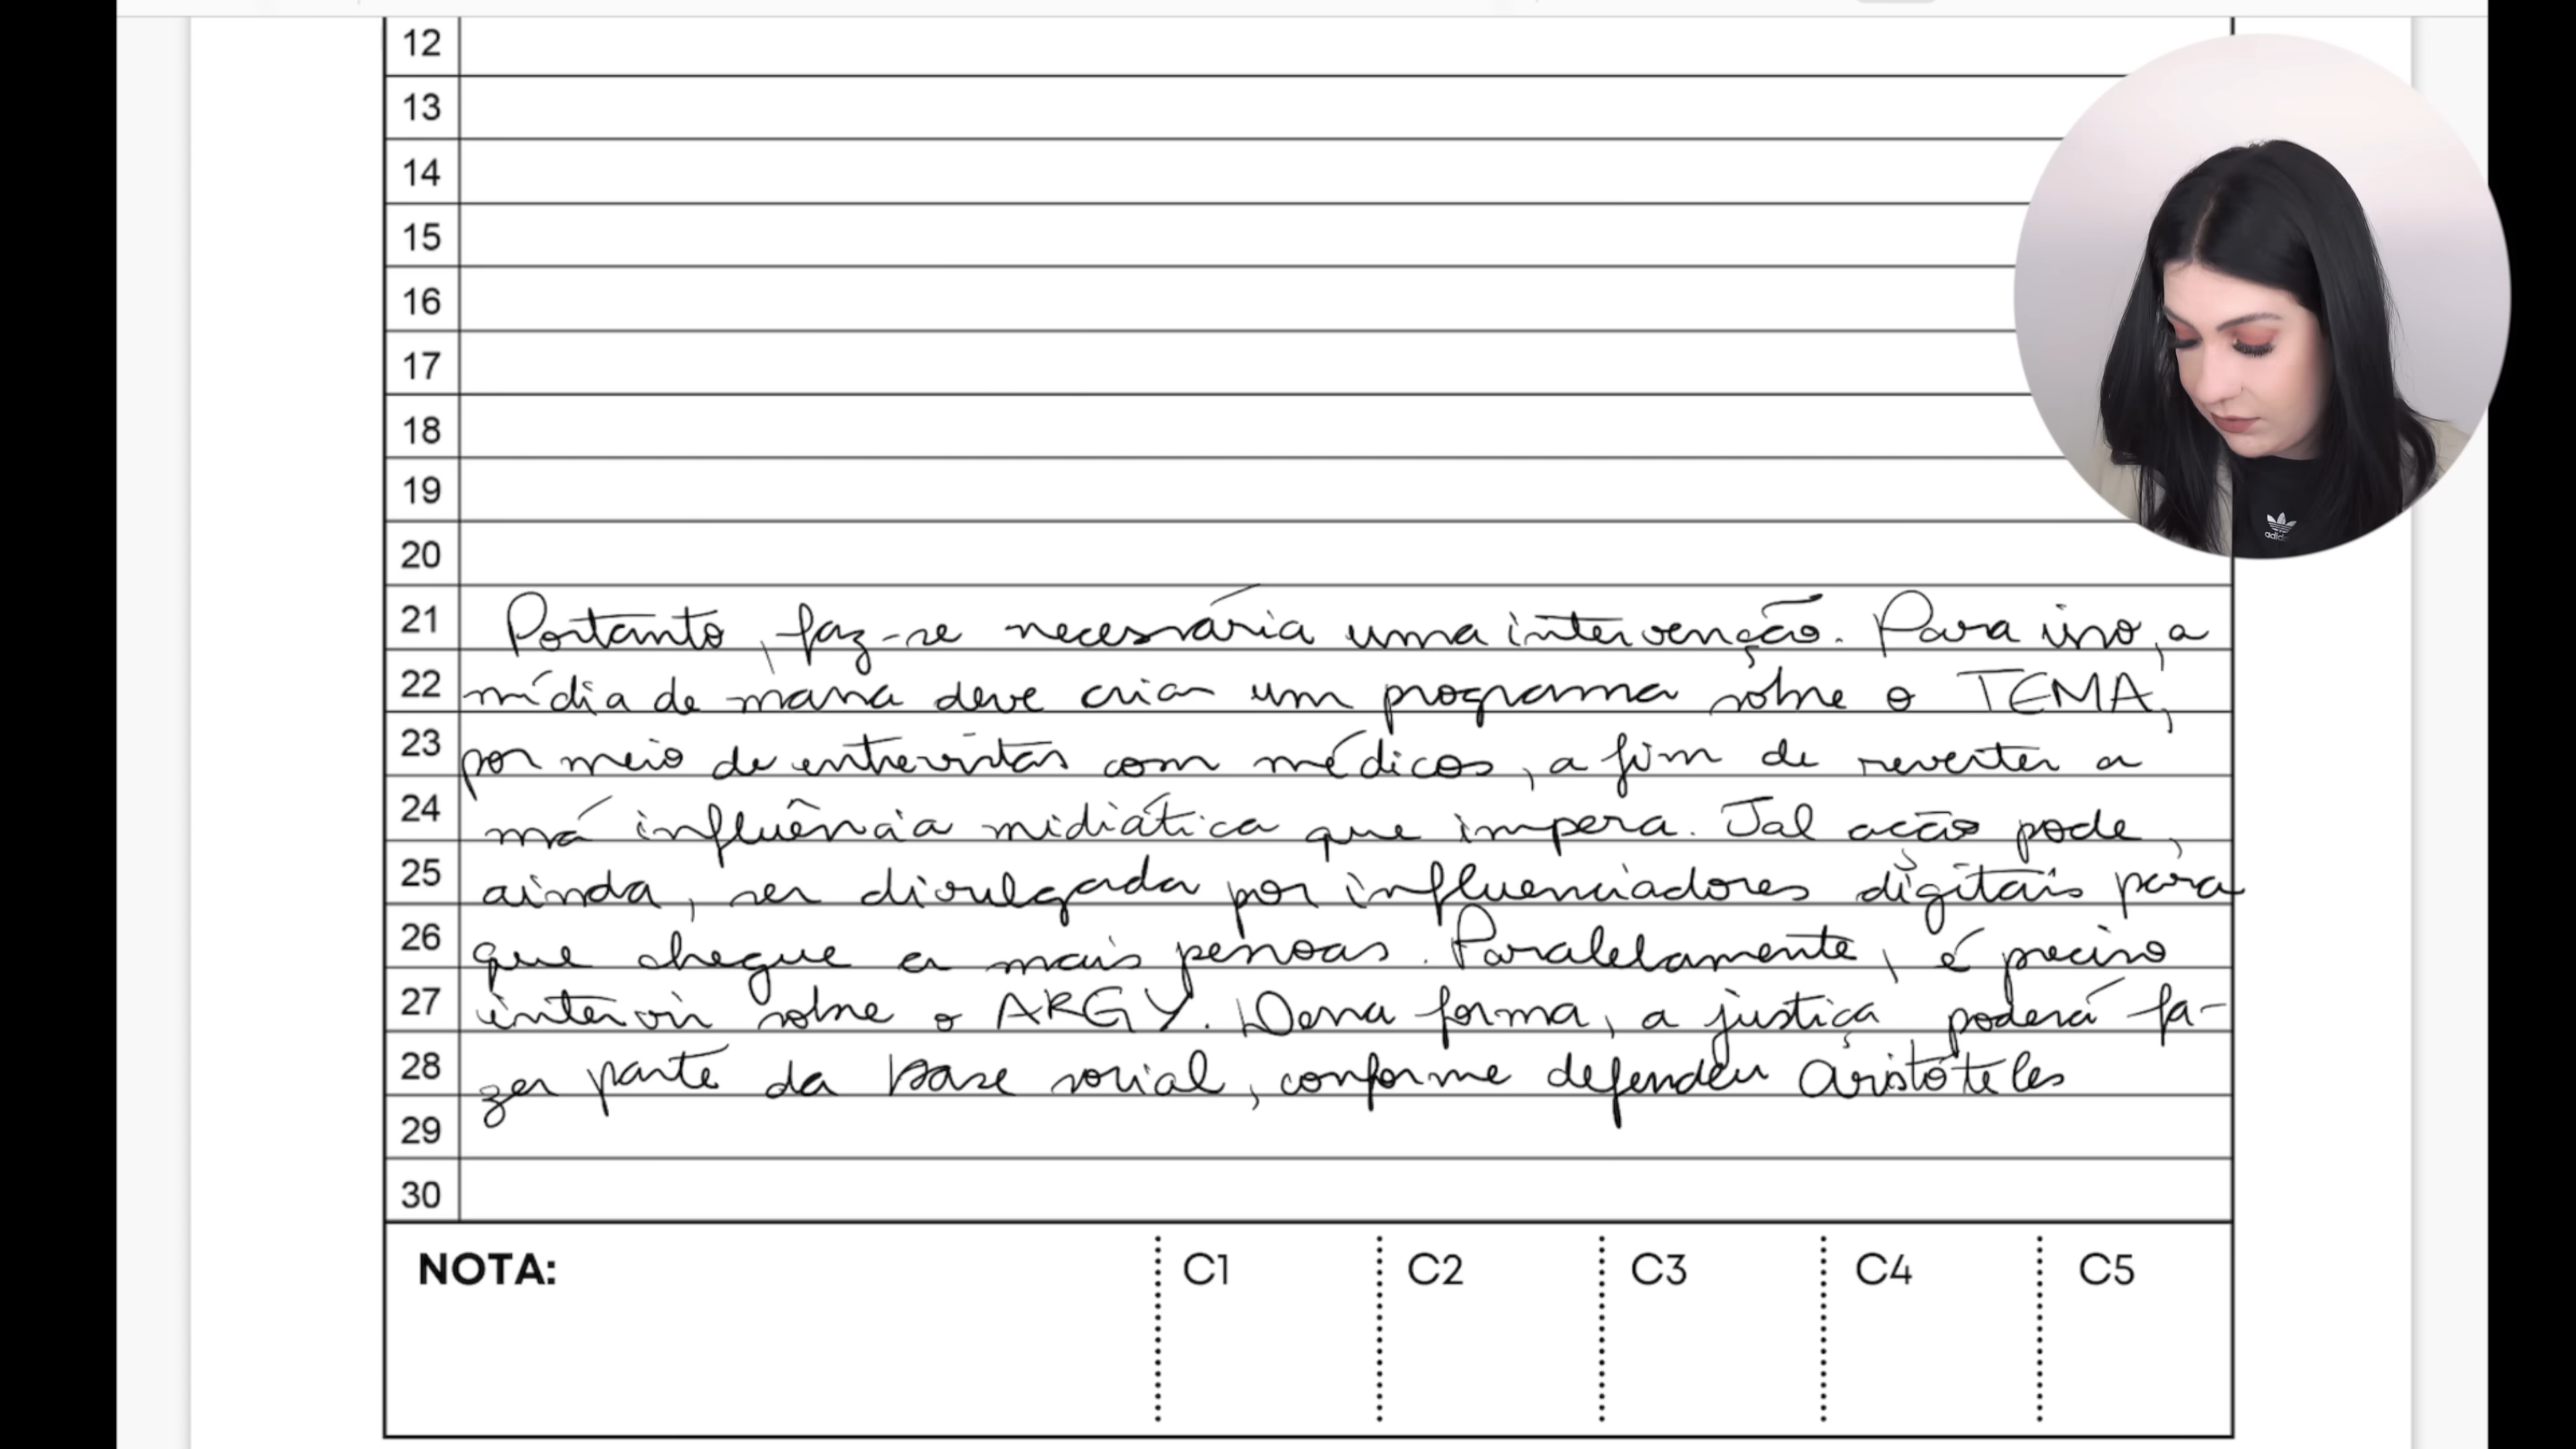 12
13
14
15
16
17
18
19
20
21 Portanto, faz-se necessária uma intervenção. Para isso, a
22 mídia de massa deve criar um programa sobre o TEMA,
23 por meio de entrevistas com médicos, a fim de reverter a
24 má influência midiática que impera. Tal ação pode,
25 ainda, ser divulgada por influenciadores digitais para
26 que chegue a mais pessoas. Paralelamente, é preciso
27 intervir sobre o ARGY. Dessa forma, a justiça poderá fa-
28 zer parte da base social, conforme defendeu Aristóteles
29
30
NOTA: C1 C2 C3 C4 C5
adidas